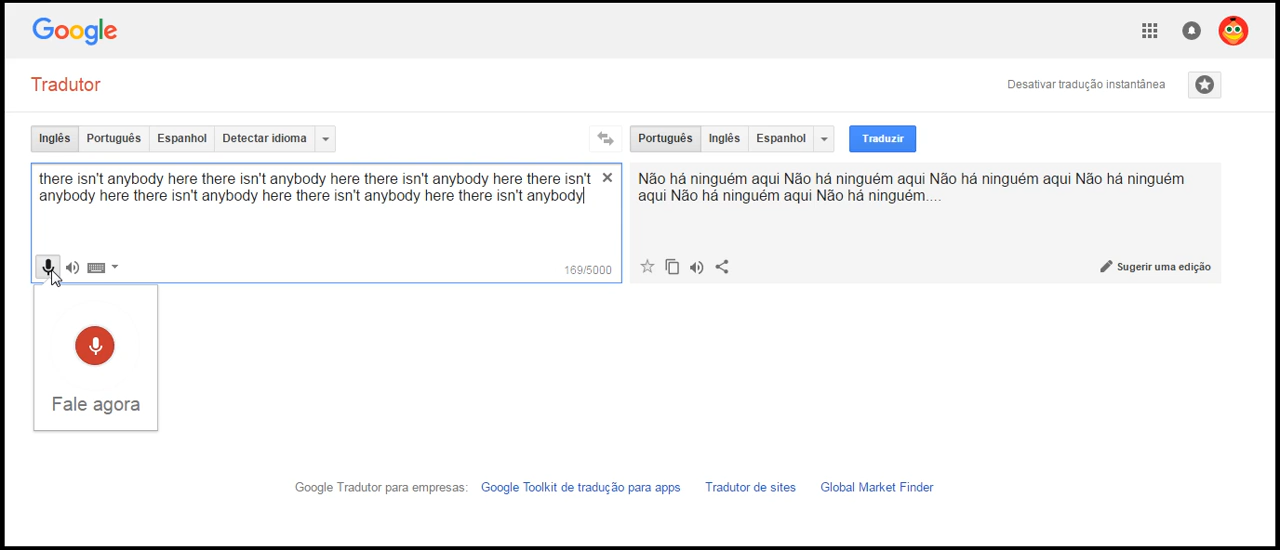 Google
Tradutor
Desativar tradução instantânea
Inglês Português Espanhol Detectar idioma
Português Inglês Espanhol
Traduzir
there isn't anybody here there isn't anybody here there isn't anybody here there isn't
anybody here there isn't anybody here there isn't anybody here there isn't anybody
169/5000
Não há ninguém aqui Não há ninguém aqui Não há ninguém aqui Não há ninguém
aqui Não há ninguém aqui Não há ninguém....
Sugerir uma edição
Fale agora
Google Tradutor para empresas: Google Toolkit de tradução para apps Tradutor de sites Global Market Finder